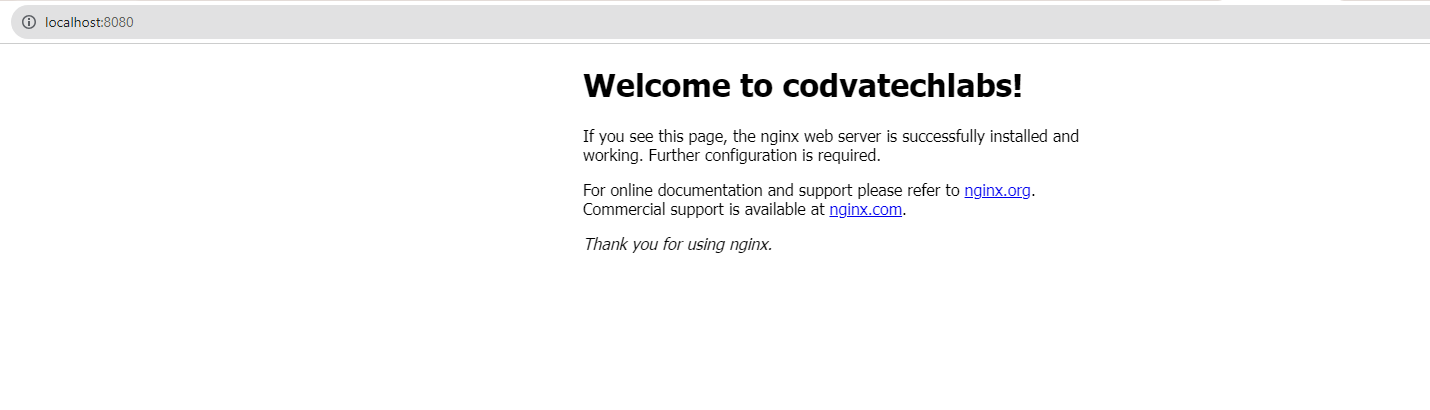 localhost:8080
Welcome to codvatechlabs!
If you see this page, the nginx web server is successfully installed and
working. Further configuration is required.
For online documentation and support please refer to nginx.org.
Commercial support is available at nginx.com.
Thank you for using nginx.